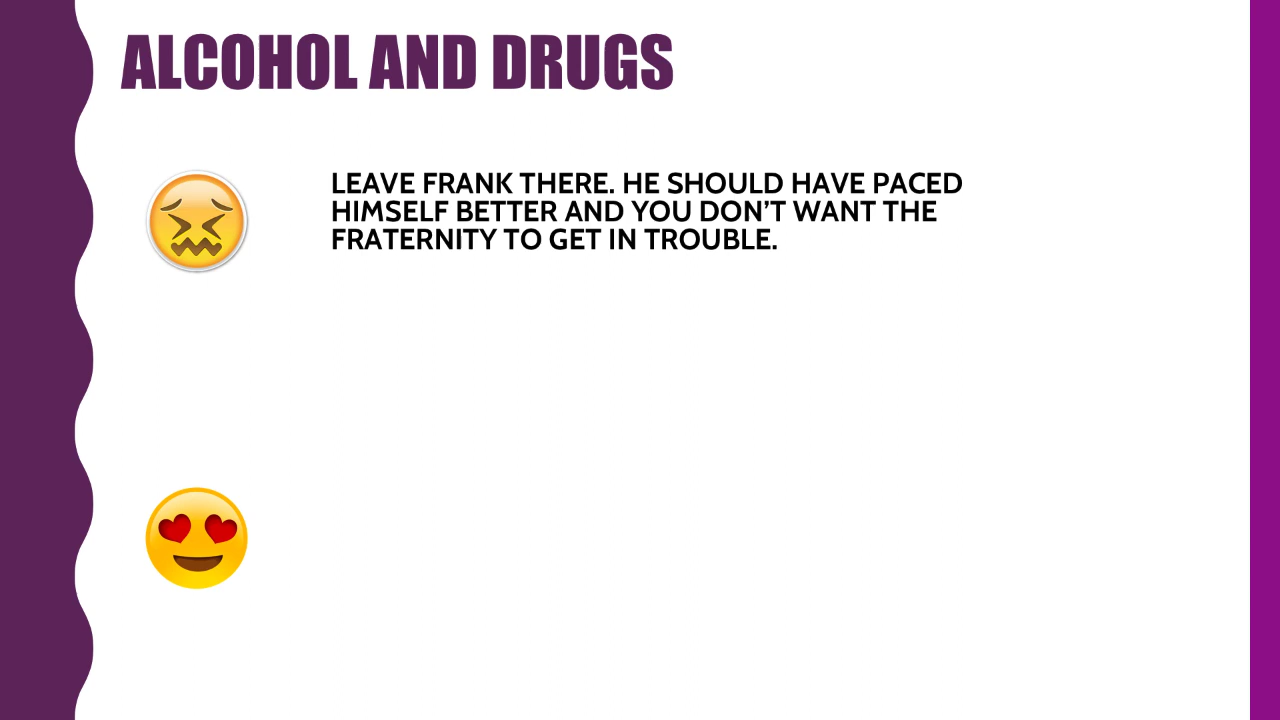 ALCOHOL AND DRUGS
LEAVE FRANK THERE. HE SHOULD HAVE PACED
HIMSELF BETTER AND YOU DON’T WANT THE
FRATERNITY TO GET IN TROUBLE.